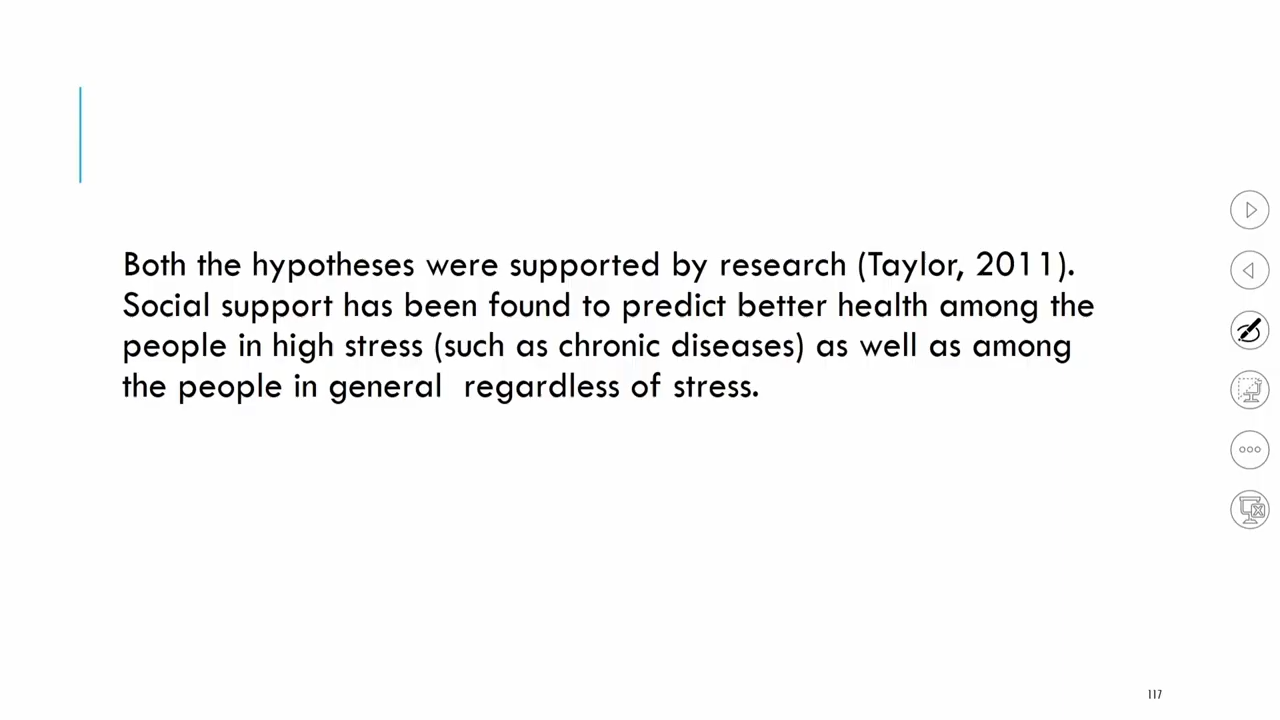 Both the hypotheses were supported by research (Taylor, 2011).
Social support has been found to predict better health among the
people in high stress (such as chronic diseases) as well as among
the people in general  regardless of stress.
117